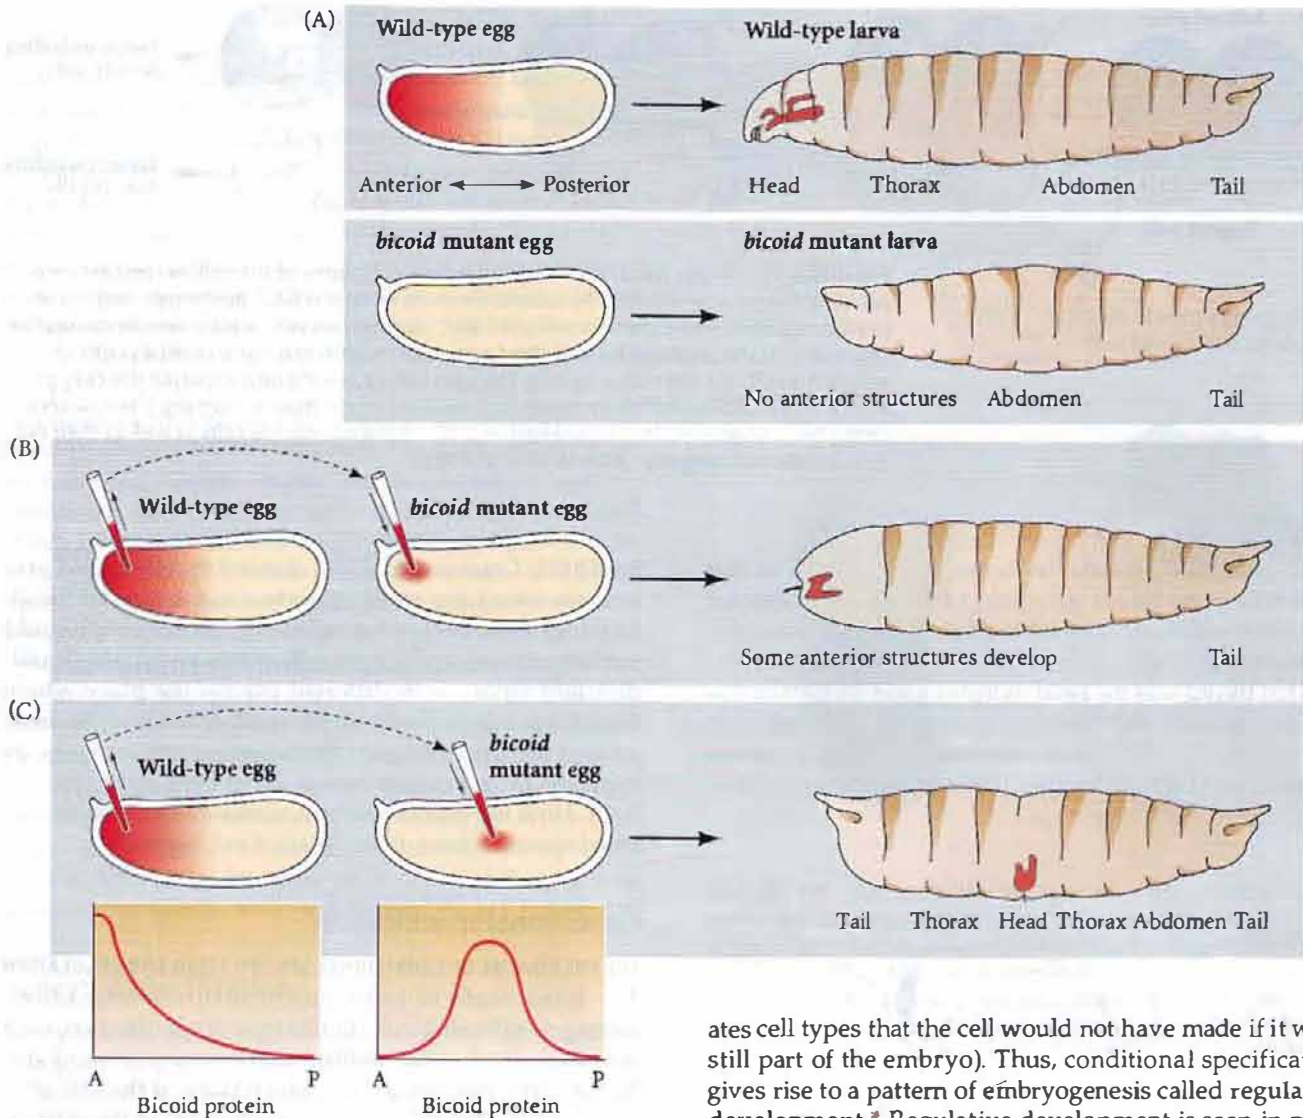 (A)
Wild-type egg
Wild-type larva
Anterior ↔ Posterior
Head Thorax Abdomen Tail
bicoid mutant egg
bicoid mutant larva
No anterior structures Abdomen Tail
(B)
Wild-type egg
bicoid mutant egg
Some anterior structures develop Tail
(C)
Wild-type egg
bicoid
mutant egg
Tail Thorax Head Thorax Abdomen Tail
A P
Bicoid protein
A P
Bicoid protein
ates cell types that the cell would not have made if it w
still part of the embryo). Thus, conditional specifica
gives rise to a pattern of embryogenesis called regula